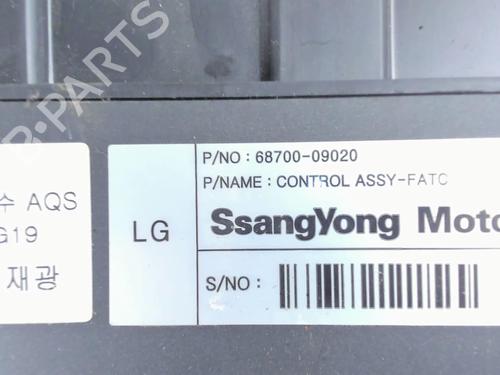 B-PARTS
P/NO : 68700-09020
P/NAME : CONTROL ASSY-FATC
LG
SsangYong Moto
S/NO :
수 AQS
G19
재광